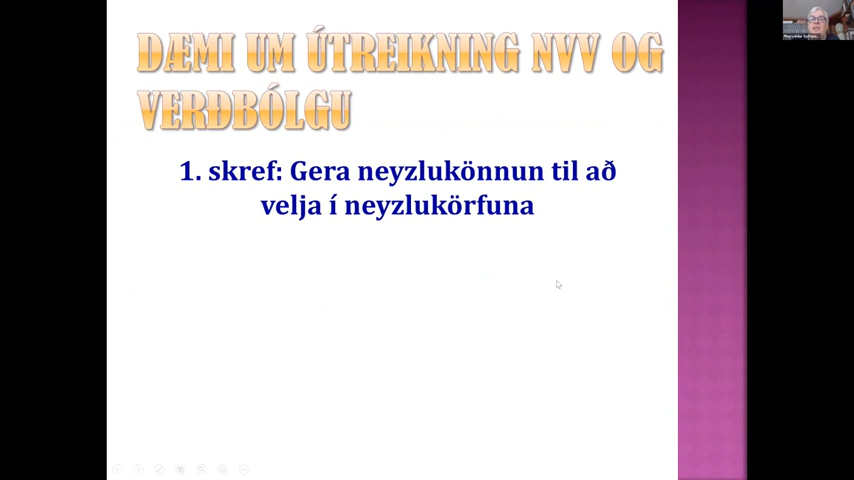 DÆMI UM ÚTREIKNING NVV OG
VERÐBÓLGU
1. skref: Gera neyzlukönnun til að
velja í neyzlukörfuna